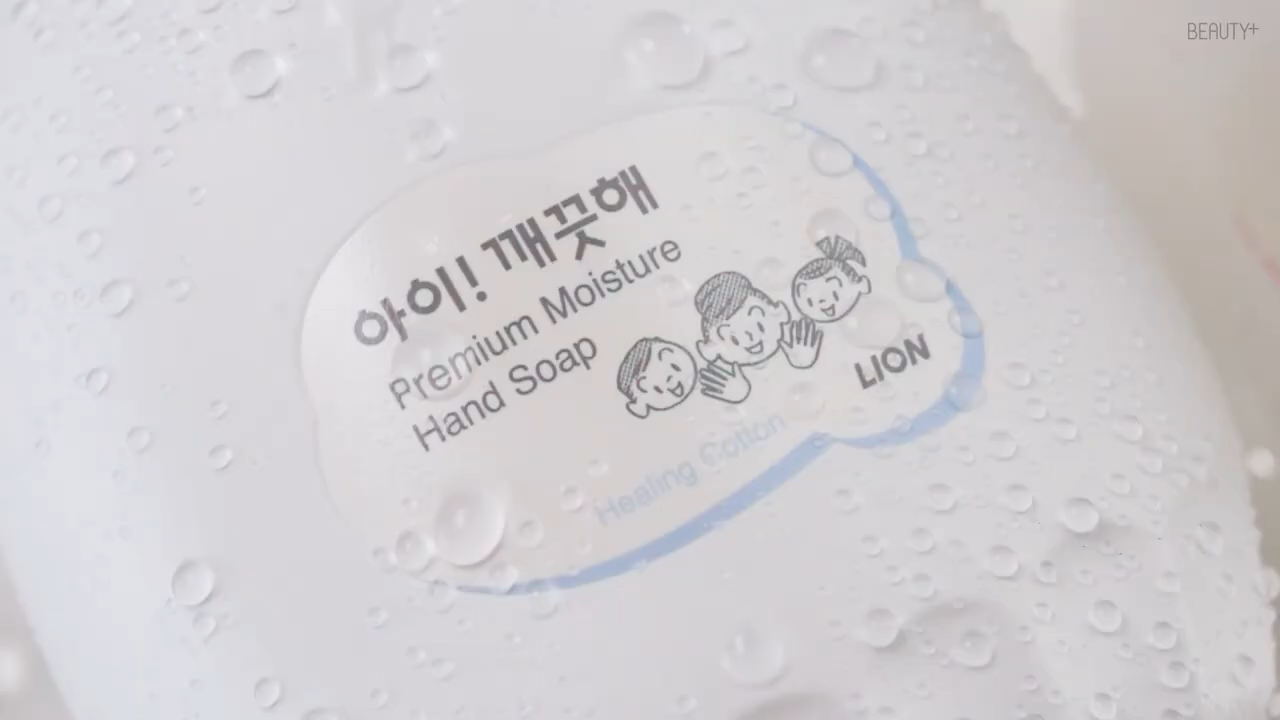 BEAUTY+
아이! 깨끗해
Premium Moisture
Hand Soap
LION
Healing Cotton